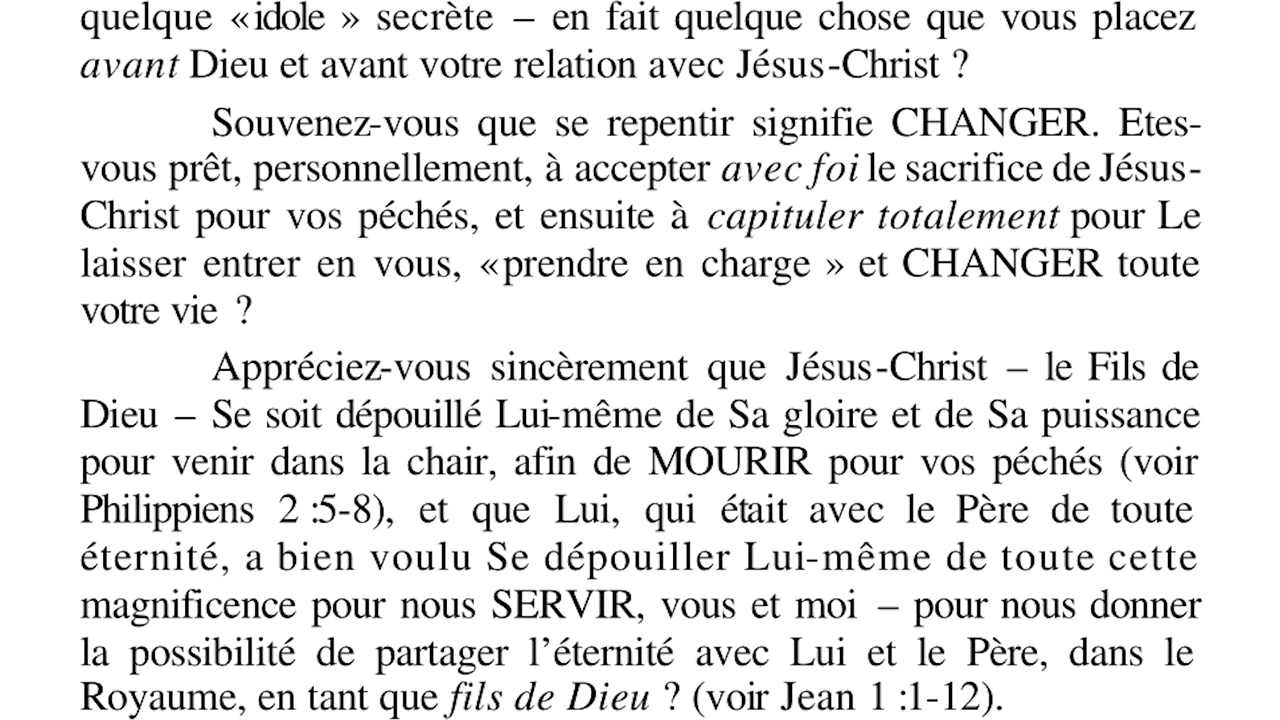 quelque «idole » secrète – en fait quelque chose que vous placez
avant Dieu et avant votre relation avec Jésus-Christ ?
Souvenez-vous que se repentir signifie CHANGER. Etes-
vous prêt, personnellement, à accepter avec foi le sacrifice de Jésus-
Christ pour vos péchés, et ensuite à capituler totalement pour Le
laisser entrer en vous, «prendre en charge » et CHANGER toute
votre vie ?
Appréciez-vous sincèrement que Jésus-Christ – le Fils de
Dieu – Se soit dépouillé Lui-même de Sa gloire et de Sa puissance
pour venir dans la chair, afin de MOURIR pour vos péchés (voir
Philippiens 2 :5-8), et que Lui, qui était avec le Père de toute
éternité, a bien voulu Se dépouiller Lui-même de toute cette
magnificence pour nous SERVIR, vous et moi – pour nous donner
la possibilité de partager l’éternité avec Lui et le Père, dans le
Royaume, en tant que fils de Dieu ? (voir Jean 1 :1-12).